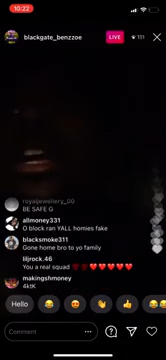 10:22
blackgate_benzzoe
LIVE
151
royaljewellery_00
BE SAFE G
allmoney331
O block ran YALL homies fake
blacksmoke311
Gone home bro to yo family
liljrock.46
You a real squad
makingshmoney
4ktK
Hello
Comment